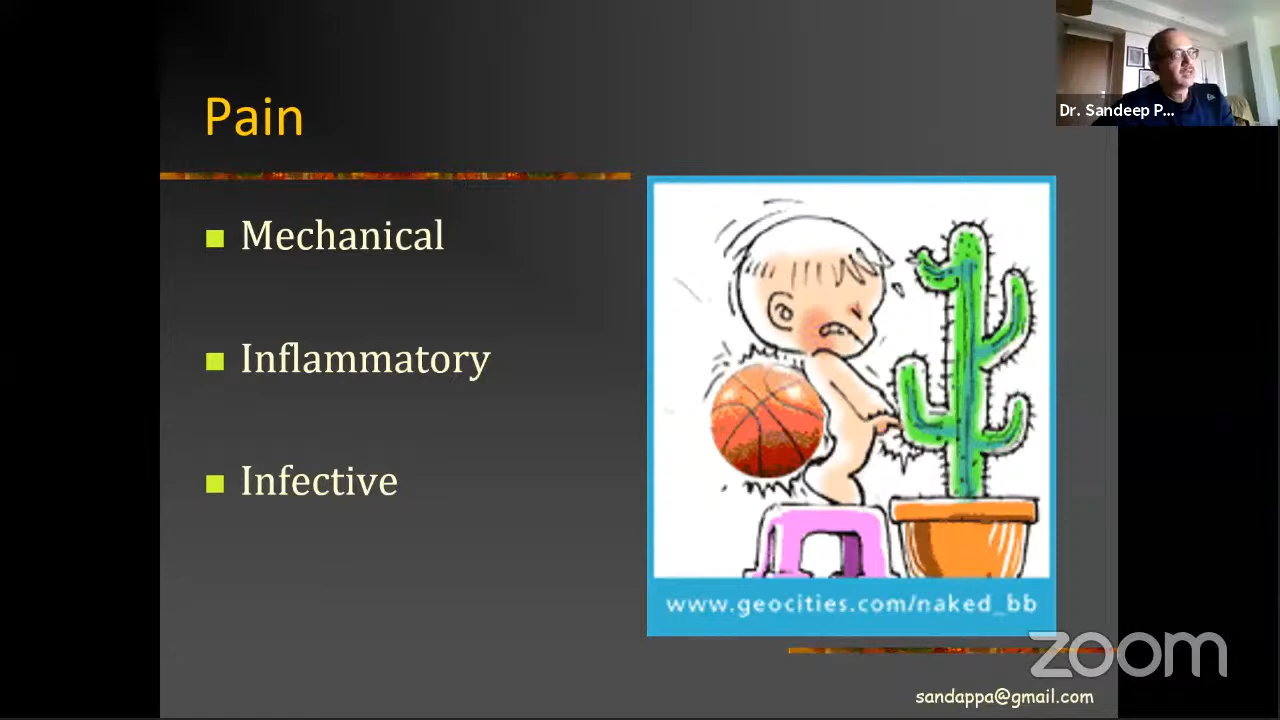 Pain
Dr. Sandeep P...
Mechanical
Inflammatory
Infective
www.geocities.com/naked_bb
zoom
sandappa@gmail.com